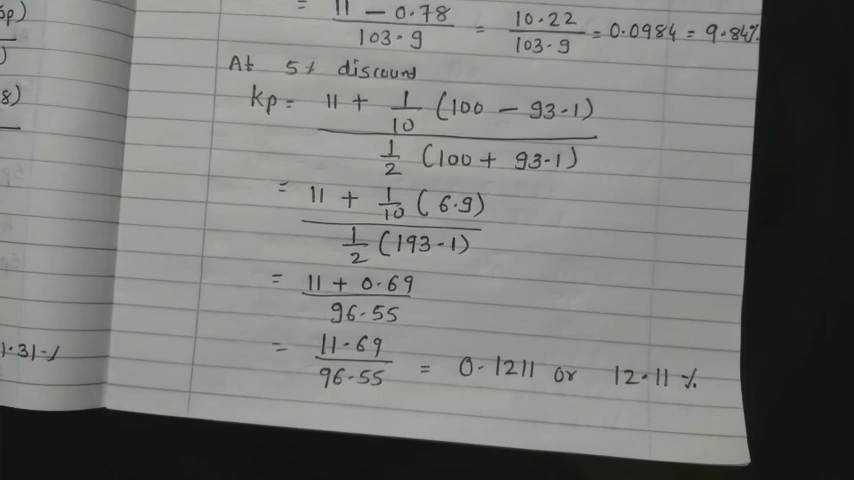 = 11 - 0.78 / 103.9 = 10.22 / 103.9 = 0.0984 = 9.84%
At 5% discount
Kp = 11 + 1/10 (100 - 93.1) / 1/2 (100 + 93.1)
= 11 + 1/10 (6.9) / 1/2 (193.1)
= 11 + 0.69 / 96.55
= 11.69 / 96.55 = 0.1211 or 12.11 %